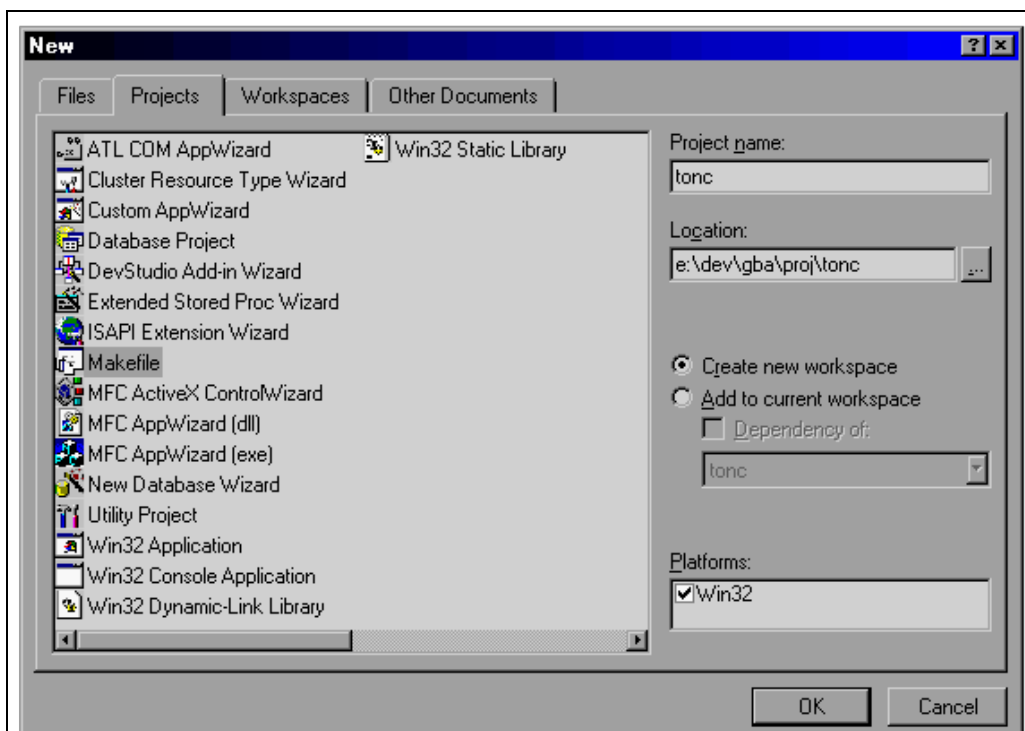 New
Files Projects Workspaces Other Documents
ATL COM AppWizard
Cluster Resource Type Wizard
Custom AppWizard
Database Project
DevStudio Add-in Wizard
Extended Stored Proc Wizard
ISAPI Extension Wizard
Makefile
MFC ActiveX ControlWizard
MFC AppWizard (dll)
MFC AppWizard (exe)
New Database Wizard
Utility Project
Win32 Application
Win32 Console Application
Win32 Dynamic-Link Library
Win32 Static Library
Project name:
tonc
Location:
e:\dev\gba\proj\tonc
...
Create new workspace
Add to current workspace
Dependency of:
tonc
Platforms:
Win32
OK Cancel